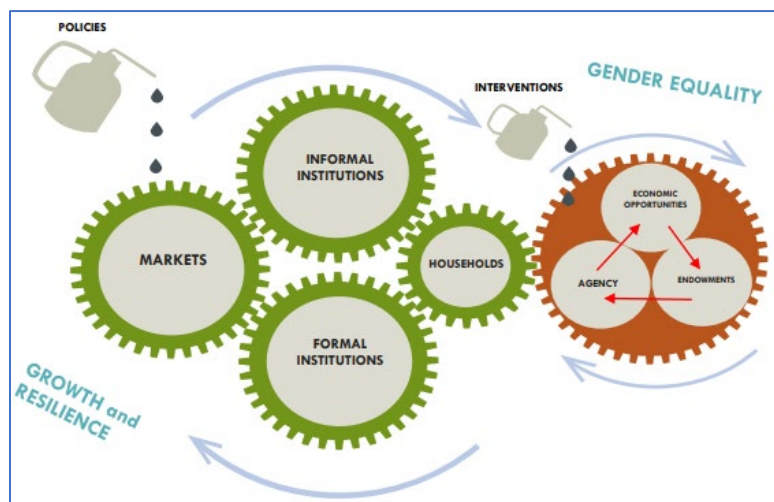 POLICIES
INTERVENTIONS
GENDER EQUALITY
INFORMAL
INSTITUTIONS
ECONOMIC
OPPORTUNITIES
MARKETS
HOUSEHOLDS
AGENCY
ENDOWMENTS
FORMAL
INSTITUTIONS
GROWTH and
RESILIENCE